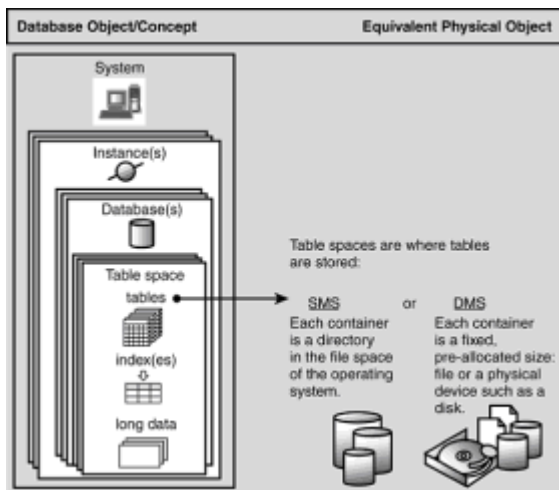 Database Object/Concept
Equivalent Physical Object
System
Instance(s)
Database(s)
Table space
tables
index(es)
long data
Table spaces are where tables
are stored:
SMS or DMS
Each container
is a directory
in the file space
of the operating
system.
Each container
is a fixed,
pre-allocated size:
file or a physical
device such as a
disk.